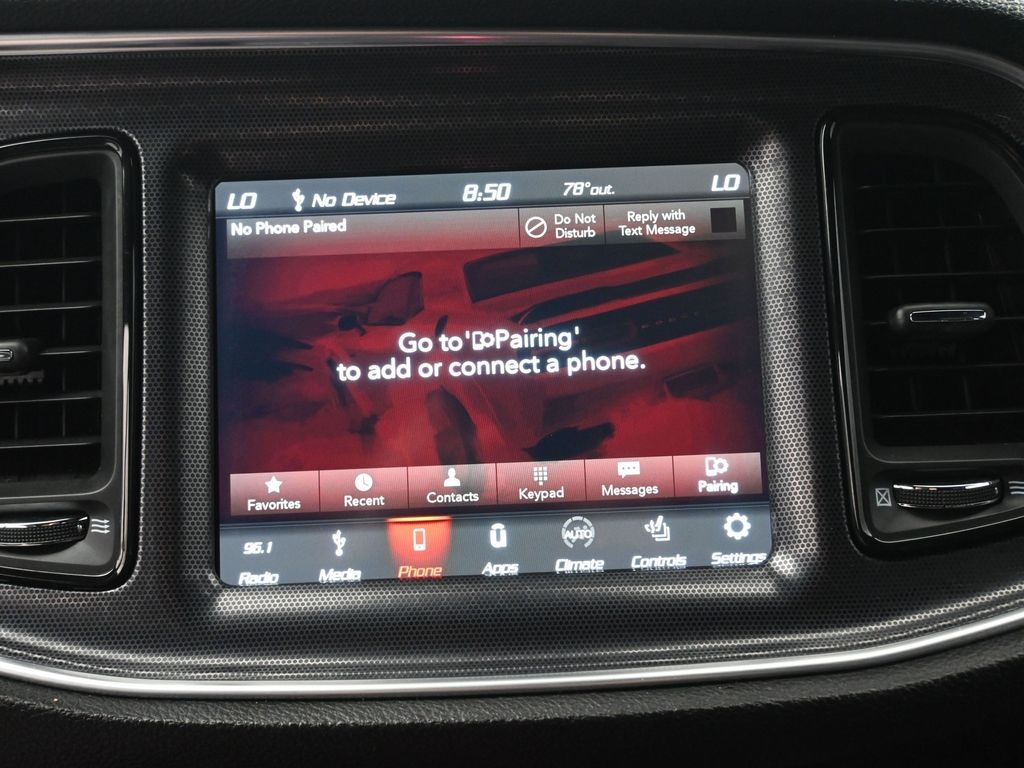 LO No Device 8:50 78°out. LO
No Phone Paired
Do Not
Disturb
Reply with
Text Message
Go to 'Pairing'
to add or connect a phone.
Favorites Recent Contacts Keypad Messages Pairing
96.1 AUTO
Radio Media Phone Apps Climate Controls Settings